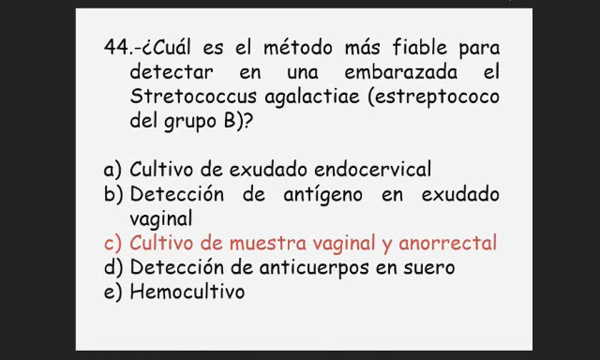 44.-¿Cuál es el método más fiable para
detectar en una embarazada el
Stretococcus agalactiae (estreptococo
del grupo B)?
a) Cultivo de exudado endocervical
b) Detección de antígeno en exudado
vaginal
c) Cultivo de muestra vaginal y anorrectal
d) Detección de anticuerpos en suero
e) Hemocultivo